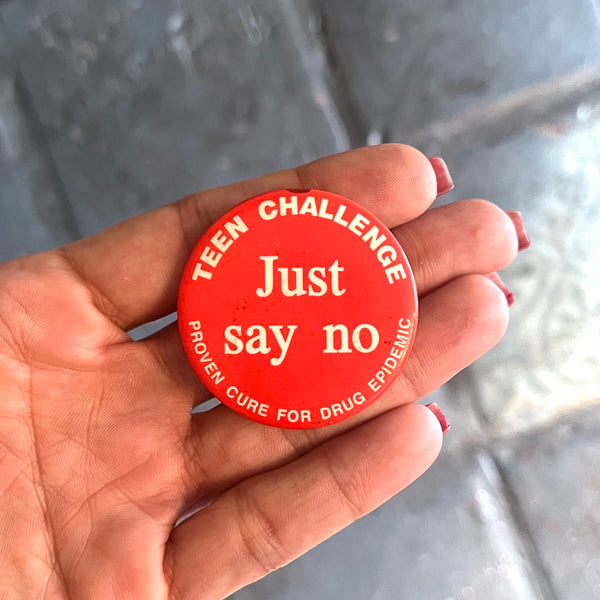 TEEN CHALLENGE
Just
say no
PROVEN CURE FOR DRUG EPIDEMIC